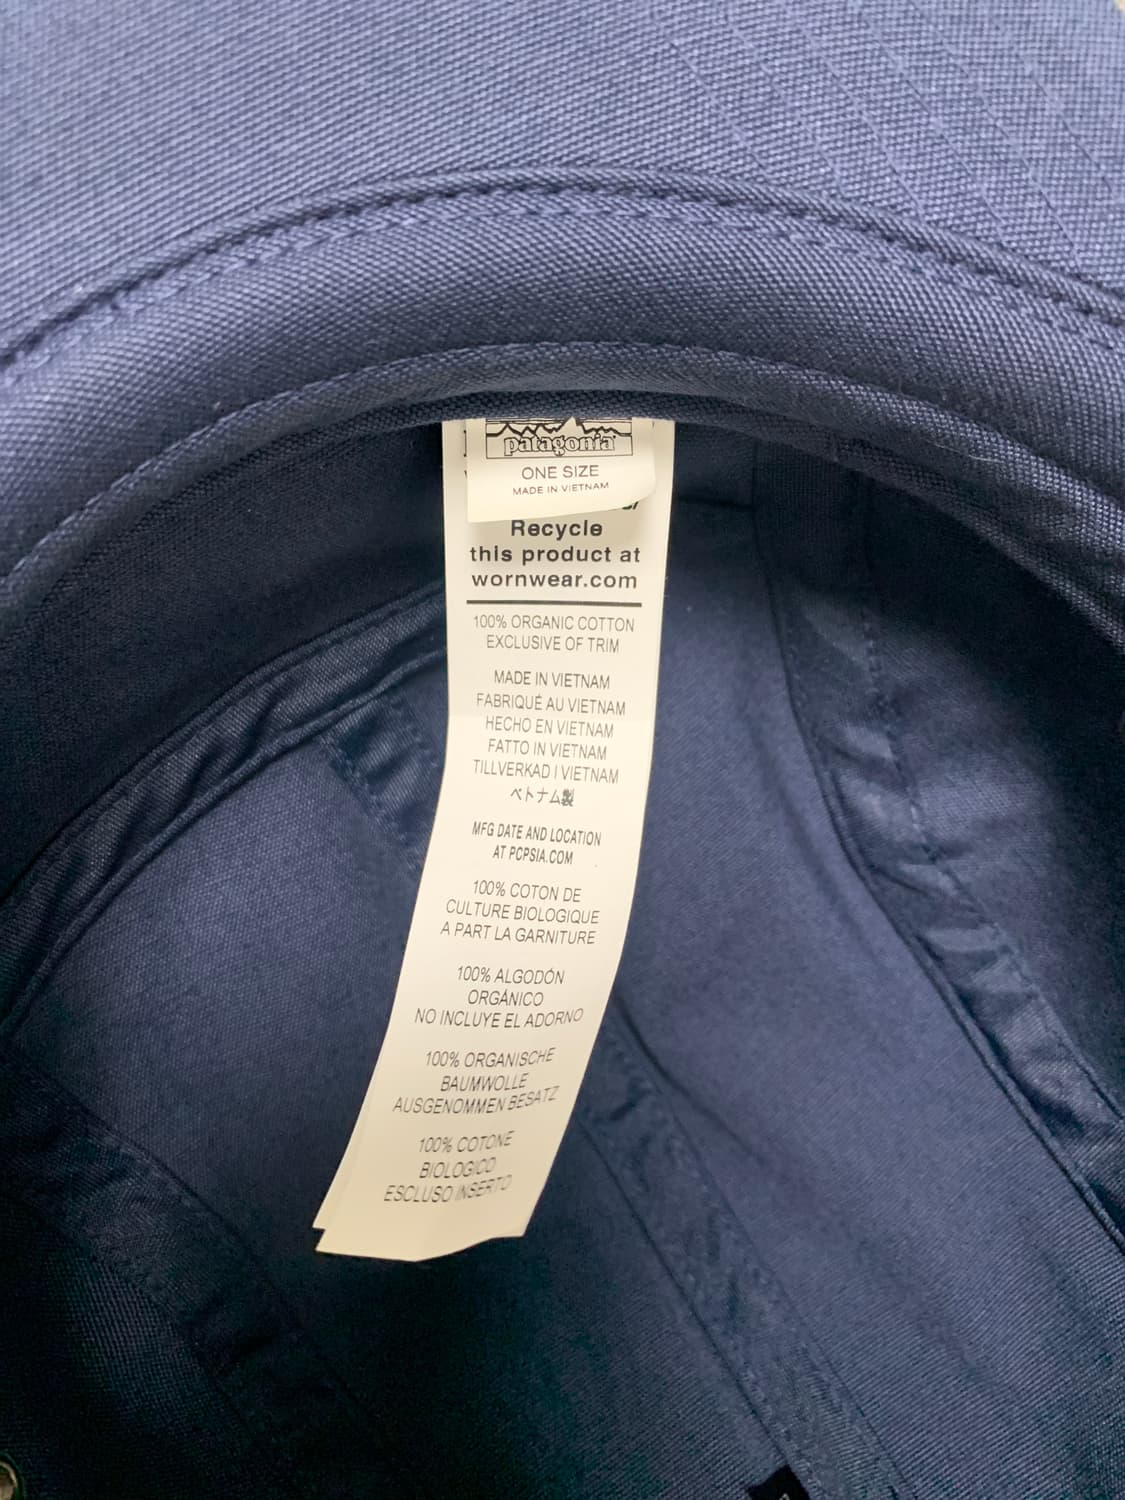 patagonia
ONE SIZE
MADE IN VIETNAM
Recycle
this product at
wornwear.com
100% ORGANIC COTTON
EXCLUSIVE OF TRIM
MADE IN VIETNAM
FABRIQUÉ AU VIETNAM
HECHO EN VIETNAM
FATTO IN VIETNAM
TILLVERKAD I VIETNAM
ベトナム製
MFG DATE AND LOCATION
AT PCPSIA.COM
100% COTON DE
CULTURE BIOLOGIQUE
A PART LA GARNITURE
100% ALGODÓN
ORGÁNICO
NO INCLUYE EL ADORNO
100% ORGANISCHE
BAUMWOLLE
AUSGENOMMEN BESATZ
100% COTONE
BIOLOGICO
ESCLUSO INSERTO